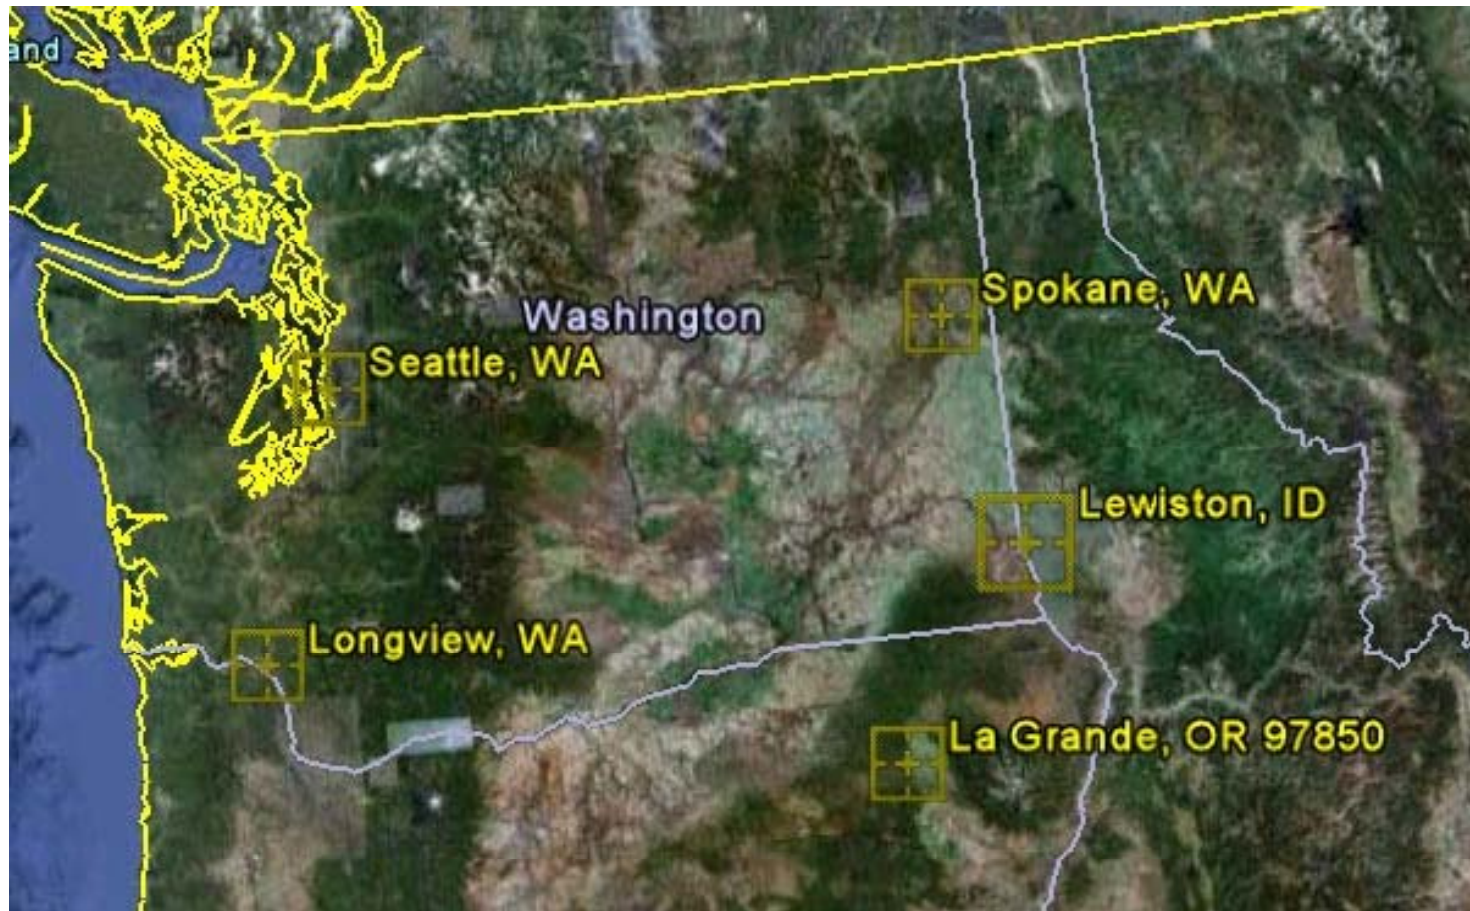 and
Spokane, WA
Washington
Seattle, WA
Lewiston, ID
Longview, WA
La Grande, OR 97850